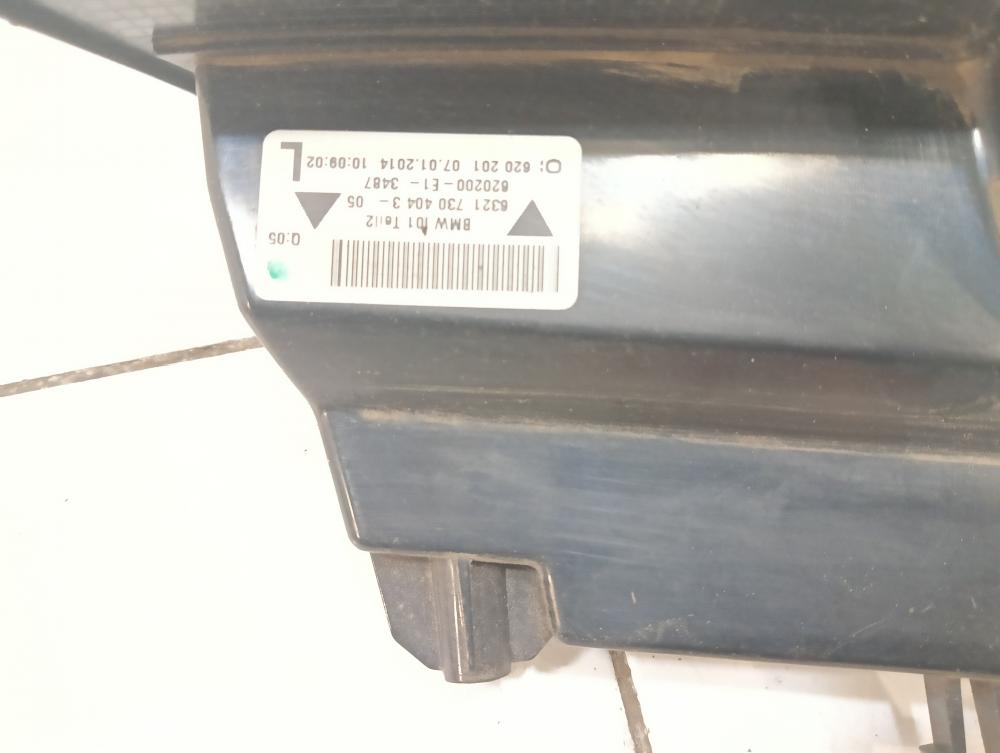 Q:05
BMW f01 Teil2
6321 730 404 3 - 05
620200-E1- 3487
O: 620 201 07.01.2014 10:09:02
L